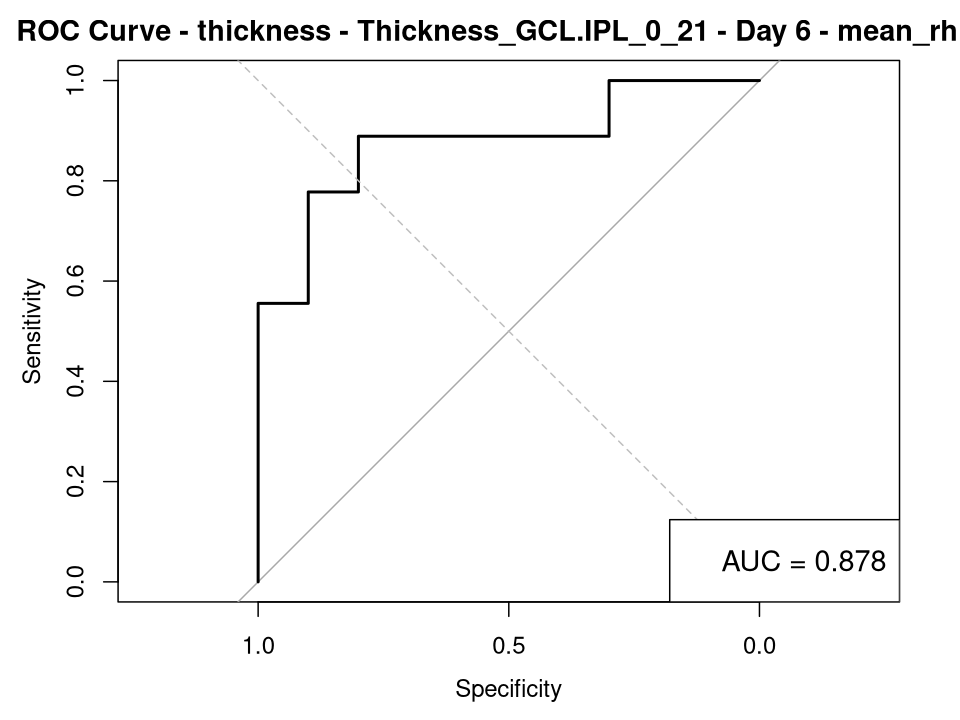 ROC Curve - thickness - Thickness_GCL.IPL_0_21 - Day 6 - mean_rh
Sensitivity
1.0
0.8
0.6
0.4
0.2
0.0
AUC = 0.878
1.0 0.5 0.0
Specificity